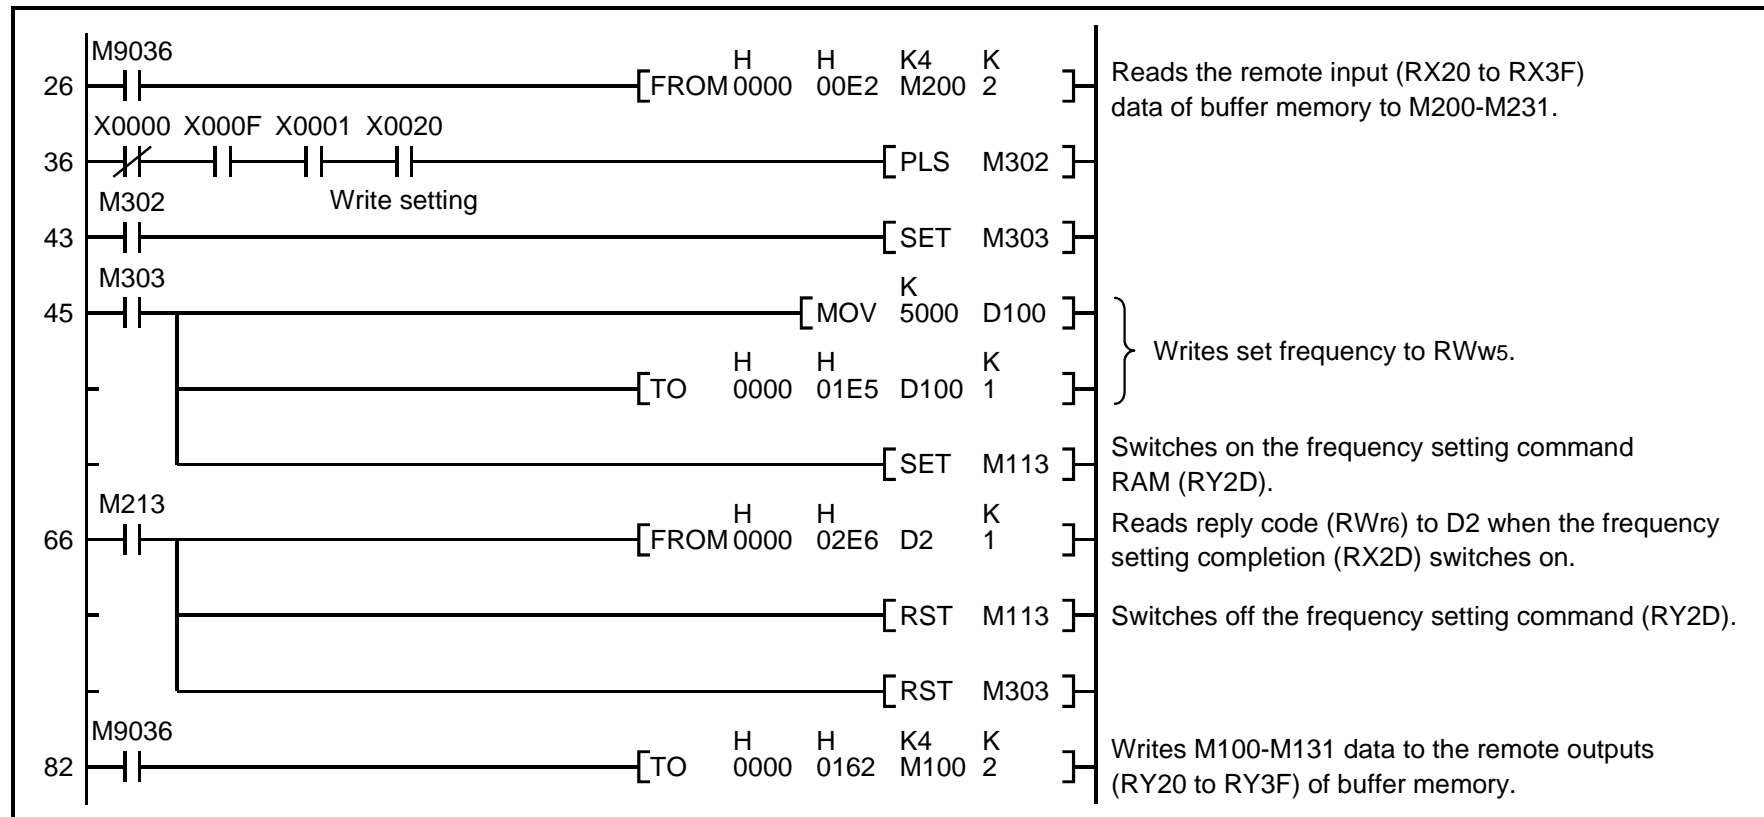 M9036
H H K4 K
26 FROM 0000 00E2 M200 2
Reads the remote input (RX20 to RX3F)
data of buffer memory to M200-M231.
X0000 X000F X0001 X0020
36 PLS M302
Write setting
M302
43 SET M303
M303
K
45 MOV 5000 D100
Writes set frequency to RWw5.
H H K
TO 0000 01E5 D100 1
SET M113
Switches on the frequency setting command
RAM (RY2D).
M213
H H K
66 FROM 0000 02E6 D2 1
Reads reply code (RWr6) to D2 when the frequency
setting completion (RX2D) switches on.
RST M113
Switches off the frequency setting command (RY2D).
RST M303
M9036
H H K4 K
82 TO 0000 0162 M100 2
Writes M100-M131 data to the remote outputs
(RY20 to RY3F) of buffer memory.